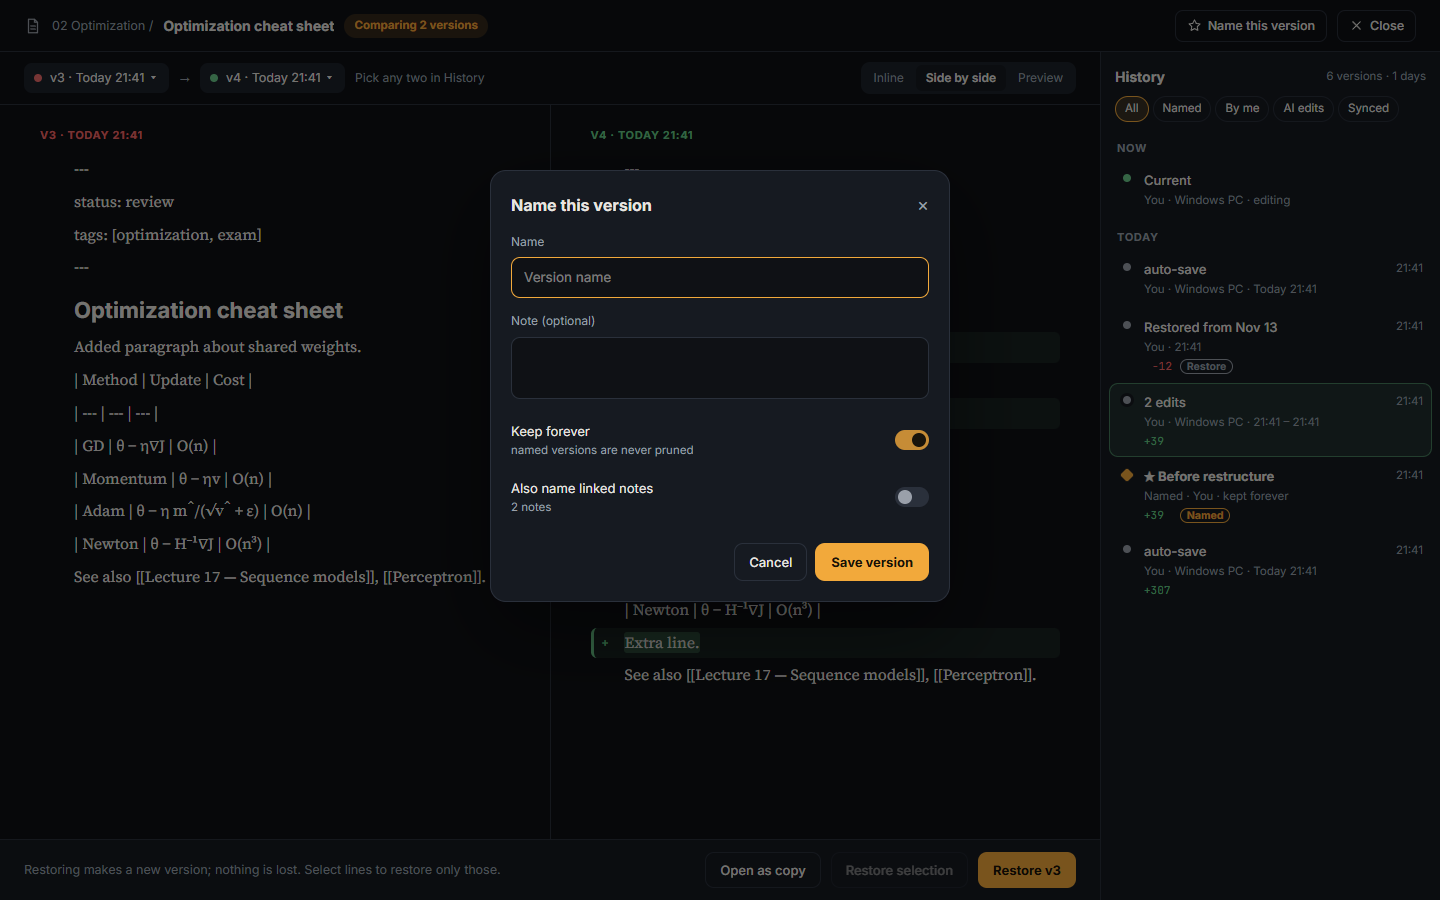 02 Optimization / Optimization cheat sheet Comparing 2 versions
Name this version
Close
v3 · Today 21:41 → v4 · Today 21:41 Pick any two in History
Inline Side by side Preview
V3 · TODAY 21:41
---
status: review
tags: [optimization, exam]
---
Optimization cheat sheet
Added paragraph about shared weights.
| Method | Update | Cost |
| --- | --- | --- |
| GD | θ − η∇J | O(n) |
| Momentum | θ − ηv | O(n) |
| Adam | θ − η m̂/(√v̂ + ε) | O(n) |
| Newton | θ − H⁻¹∇J | O(n³) |
See also [[Lecture 17 — Sequence models]], [[Perceptron]].
V4 · TODAY 21:41
---
| Newton | θ − H⁻¹∇J | O(n³) |
+ Extra line.
See also [[Lecture 17 — Sequence models]], [[Perceptron]].
Name this version
×
Name
Version name
Note (optional)
Keep forever
named versions are never pruned
Also name linked notes
2 notes
Cancel
Save version
History
6 versions · 1 days
All Named By me AI edits Synced
NOW
Current
You · Windows PC · editing
TODAY
auto-save 21:41
You · Windows PC · Today 21:41
Restored from Nov 13 21:41
You · 21:41
-12 Restore
2 edits 21:41
You · Windows PC · 21:41 – 21:41
+39
★ Before restructure 21:41
Named · You · kept forever
+39 Named
auto-save 21:41
You · Windows PC · Today 21:41
+307
Restoring makes a new version; nothing is lost. Select lines to restore only those.
Open as copy
Restore selection
Restore v3